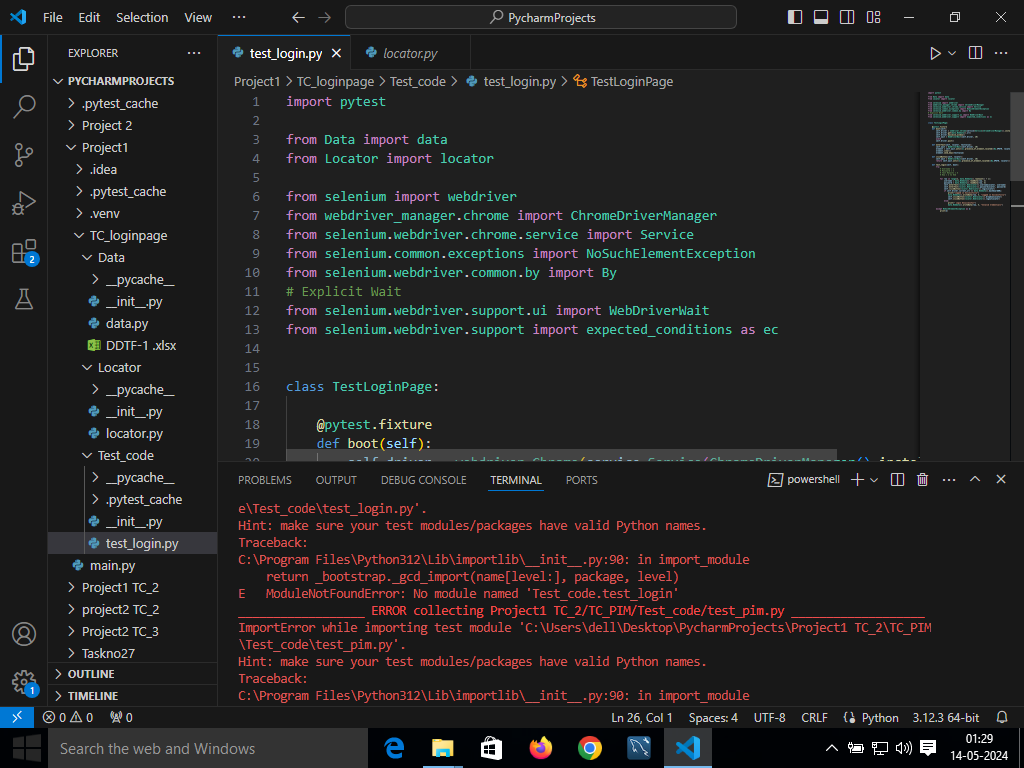 File Edit Selection View ··· PycharmProjects
EXPLORER ···
PYCHARMPROJECTS
.pytest_cache
Project 2
Project1
.idea
.pytest_cache
.venv
TC_loginpage
Data
__pycache__
__init__.py
data.py
DDTF-1 .xlsx
Locator
__pycache__
__init__.py
locator.py
Test_code
__pycache__
.pytest_cache
__init__.py
test_login.py
main.py
Project1 TC_2
project2 TC_2
Project2 TC_3
Taskno27
OUTLINE
TIMELINE
2
1
test_login.py locator.py
Project1 > TC_loginpage > Test_code > test_login.py > TestLoginPage
1 import pytest
2
3 from Data import data
4 from Locator import locator
5
6 from selenium import webdriver
7 from webdriver_manager.chrome import ChromeDriverManager
8 from selenium.webdriver.chrome.service import Service
9 from selenium.common.exceptions import NoSuchElementException
10 from selenium.webdriver.common.by import By
11 # Explicit Wait
12 from selenium.webdriver.support.ui import WebDriverWait
13 from selenium.webdriver.support import expected_conditions as ec
14
15
16 class TestLoginPage:
17
18 @pytest.fixture
19 def boot(self):
20 self.driver = webdriver.Chrome(service=Service(ChromeDriverManager().insta
PROBLEMS OUTPUT DEBUG CONSOLE TERMINAL PORTS powershell
e\Test_code\test_login.py'.
Hint: make sure your test modules/packages have valid Python names.
Traceback:
C:\Program Files\Python312\Lib\importlib\__init__.py:90: in import_module
return _bootstrap._gcd_import(name[level:], package, level)
E ModuleNotFoundError: No module named 'Test_code.test_login'
_________________ ERROR collecting Project1 TC_2/TC_PIM/Test_code/test_pim.py __________________
ImportError while importing test module 'C:\Users\dell\Desktop\PycharmProjects\Project1 TC_2\TC_PIM
\Test_code\test_pim.py'.
Hint: make sure your test modules/packages have valid Python names.
Traceback:
C:\Program Files\Python312\Lib\importlib\__init__.py:90: in import_module
0 0 0 Ln 26, Col 1 Spaces: 4 UTF-8 CRLF Python 3.12.3 64-bit
Search the web and Windows
01:29
14-05-2024